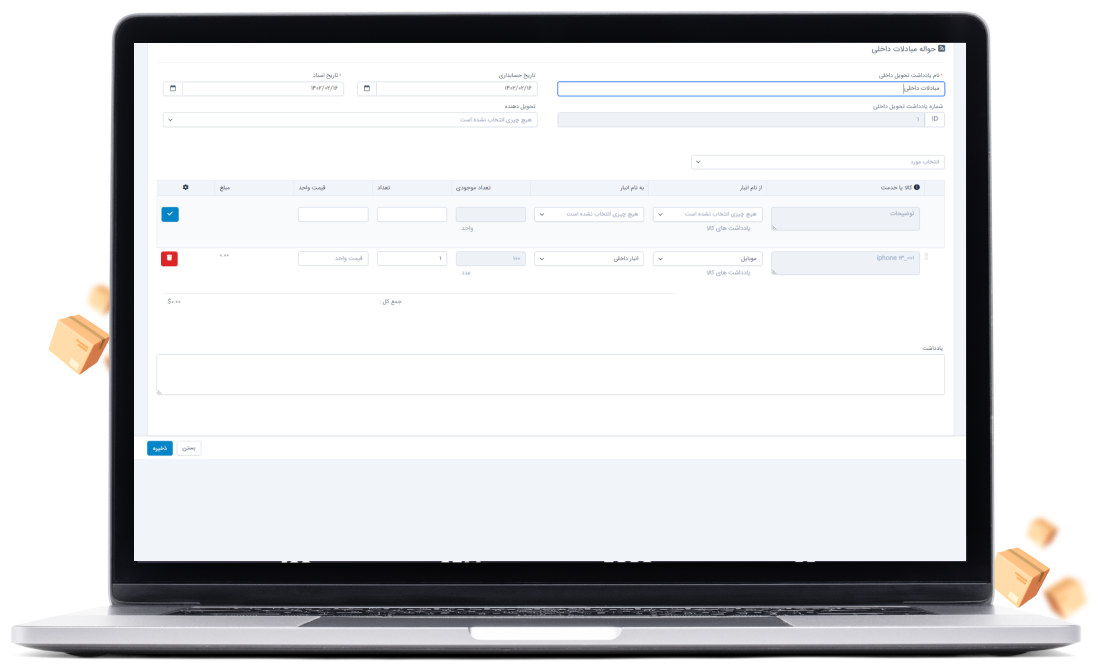 حواله مبادلات داخلی
* نام یادداشت تحویل داخلی
مبادلات داخلی
تاریخ حسابداری
۱۴۰۲/۰۲/۱۶
* تاریخ اسناد
۱۴۰۲/۰۲/۱۶
شماره یادداشت تحویل داخلی
ID ۱
تحویل دهنده
هیچ چیزی انتخاب نشده است
انتخاب مورد
کالا یا خدمت از نام انبار به نام انبار تعداد موجودی تعداد قیمت واحد مبلغ
توضیحات هیچ چیزی انتخاب نشده است هیچ چیزی انتخاب نشده است
یادداشت های کالا واحد
iphone ۱۳_۰۰۱ موبایل انبار داخلی ۱۰۰ ۱ قیمت واحد ۰.۰۰
یادداشت های کالا عدد
جمع کل : $۰.۰۰
یادداشت
بستن ذخیره